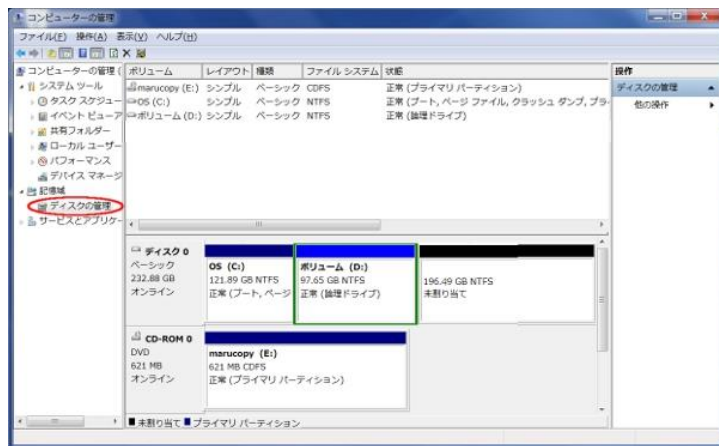 コンピューターの管理
ファイル(F) 操作(A) 表示(V) ヘルプ(H)
コンピューターの管理 (
システム ツール
タスク スケジュー
イベント ビューア
共有フォルダー
ローカル ユーザー
パフォーマンス
デバイス マネージ
記憶域
ディスクの管理
サービスとアプリケー
ボリューム レイアウト 種類 ファイル システム 状態
marucopy (E:) シンプル ベーシック CDFS 正常 (プライマリ パーティション)
OS (C:) シンプル ベーシック NTFS 正常 (ブート, ページ ファイル, クラッシュ ダンプ, プラ-
ボリューム (D:) シンプル ベーシック NTFS 正常 (論理ドライブ)
操作
ディスクの管理
他の操作
ディスク 0
ベーシック
232.88 GB
オンライン
OS (C:)
121.89 GB NTFS
正常 (ブート, ページ
ボリューム (D:)
97.65 GB NTFS
正常 (論理ドライブ)
196.49 GB NTFS
未割り当て
CD-ROM 0
DVD
621 MB
オンライン
marucopy (E:)
621 MB CDFS
正常 (プライマリ パーティション)
未割り当て プライマリ パーティション